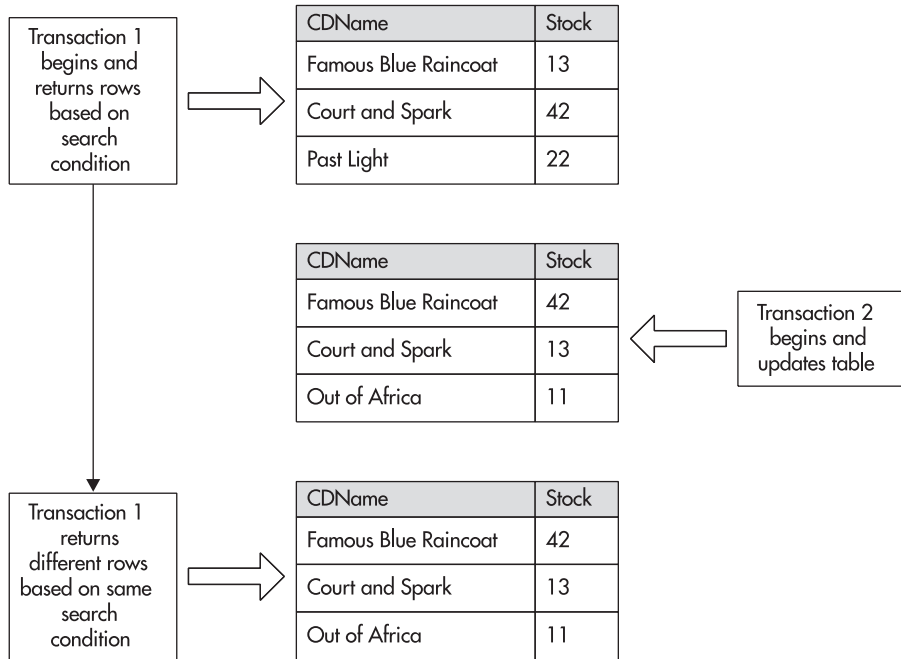 Transaction 1
begins and
returns rows
based on
search
condition
CDName Stock
Famous Blue Raincoat 13
Court and Spark 42
Past Light 22
CDName Stock
Famous Blue Raincoat 42
Court and Spark 13
Out of Africa 11
Transaction 2
begins and
updates table
Transaction 1
returns
different rows
based on same
search
condition
CDName Stock
Famous Blue Raincoat 42
Court and Spark 13
Out of Africa 11